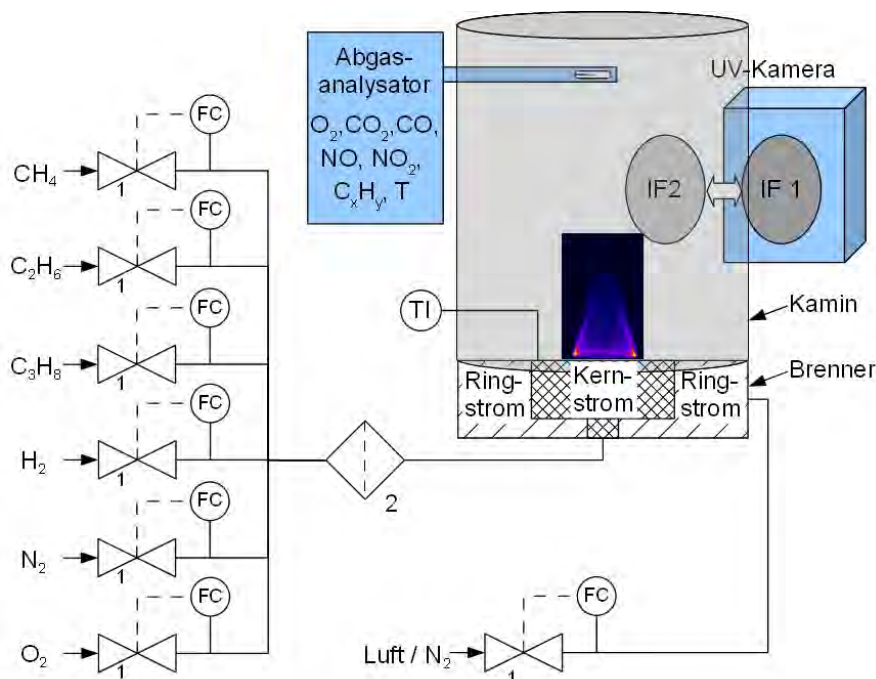 Abgas-
analysator
O₂,CO₂,CO,
NO, NO₂,
CₓHᵧ, T
UV-Kamera
IF2
IF 1
FC
CH₄
1
FC
C₂H₆
1
FC
C₃H₈
1
FC
H₂
1
FC
N₂
1
FC
O₂
1
2
TI
Kamin
Brenner
Ring-
strom
Kern-
strom
Ring-
strom
FC
Luft / N₂
1